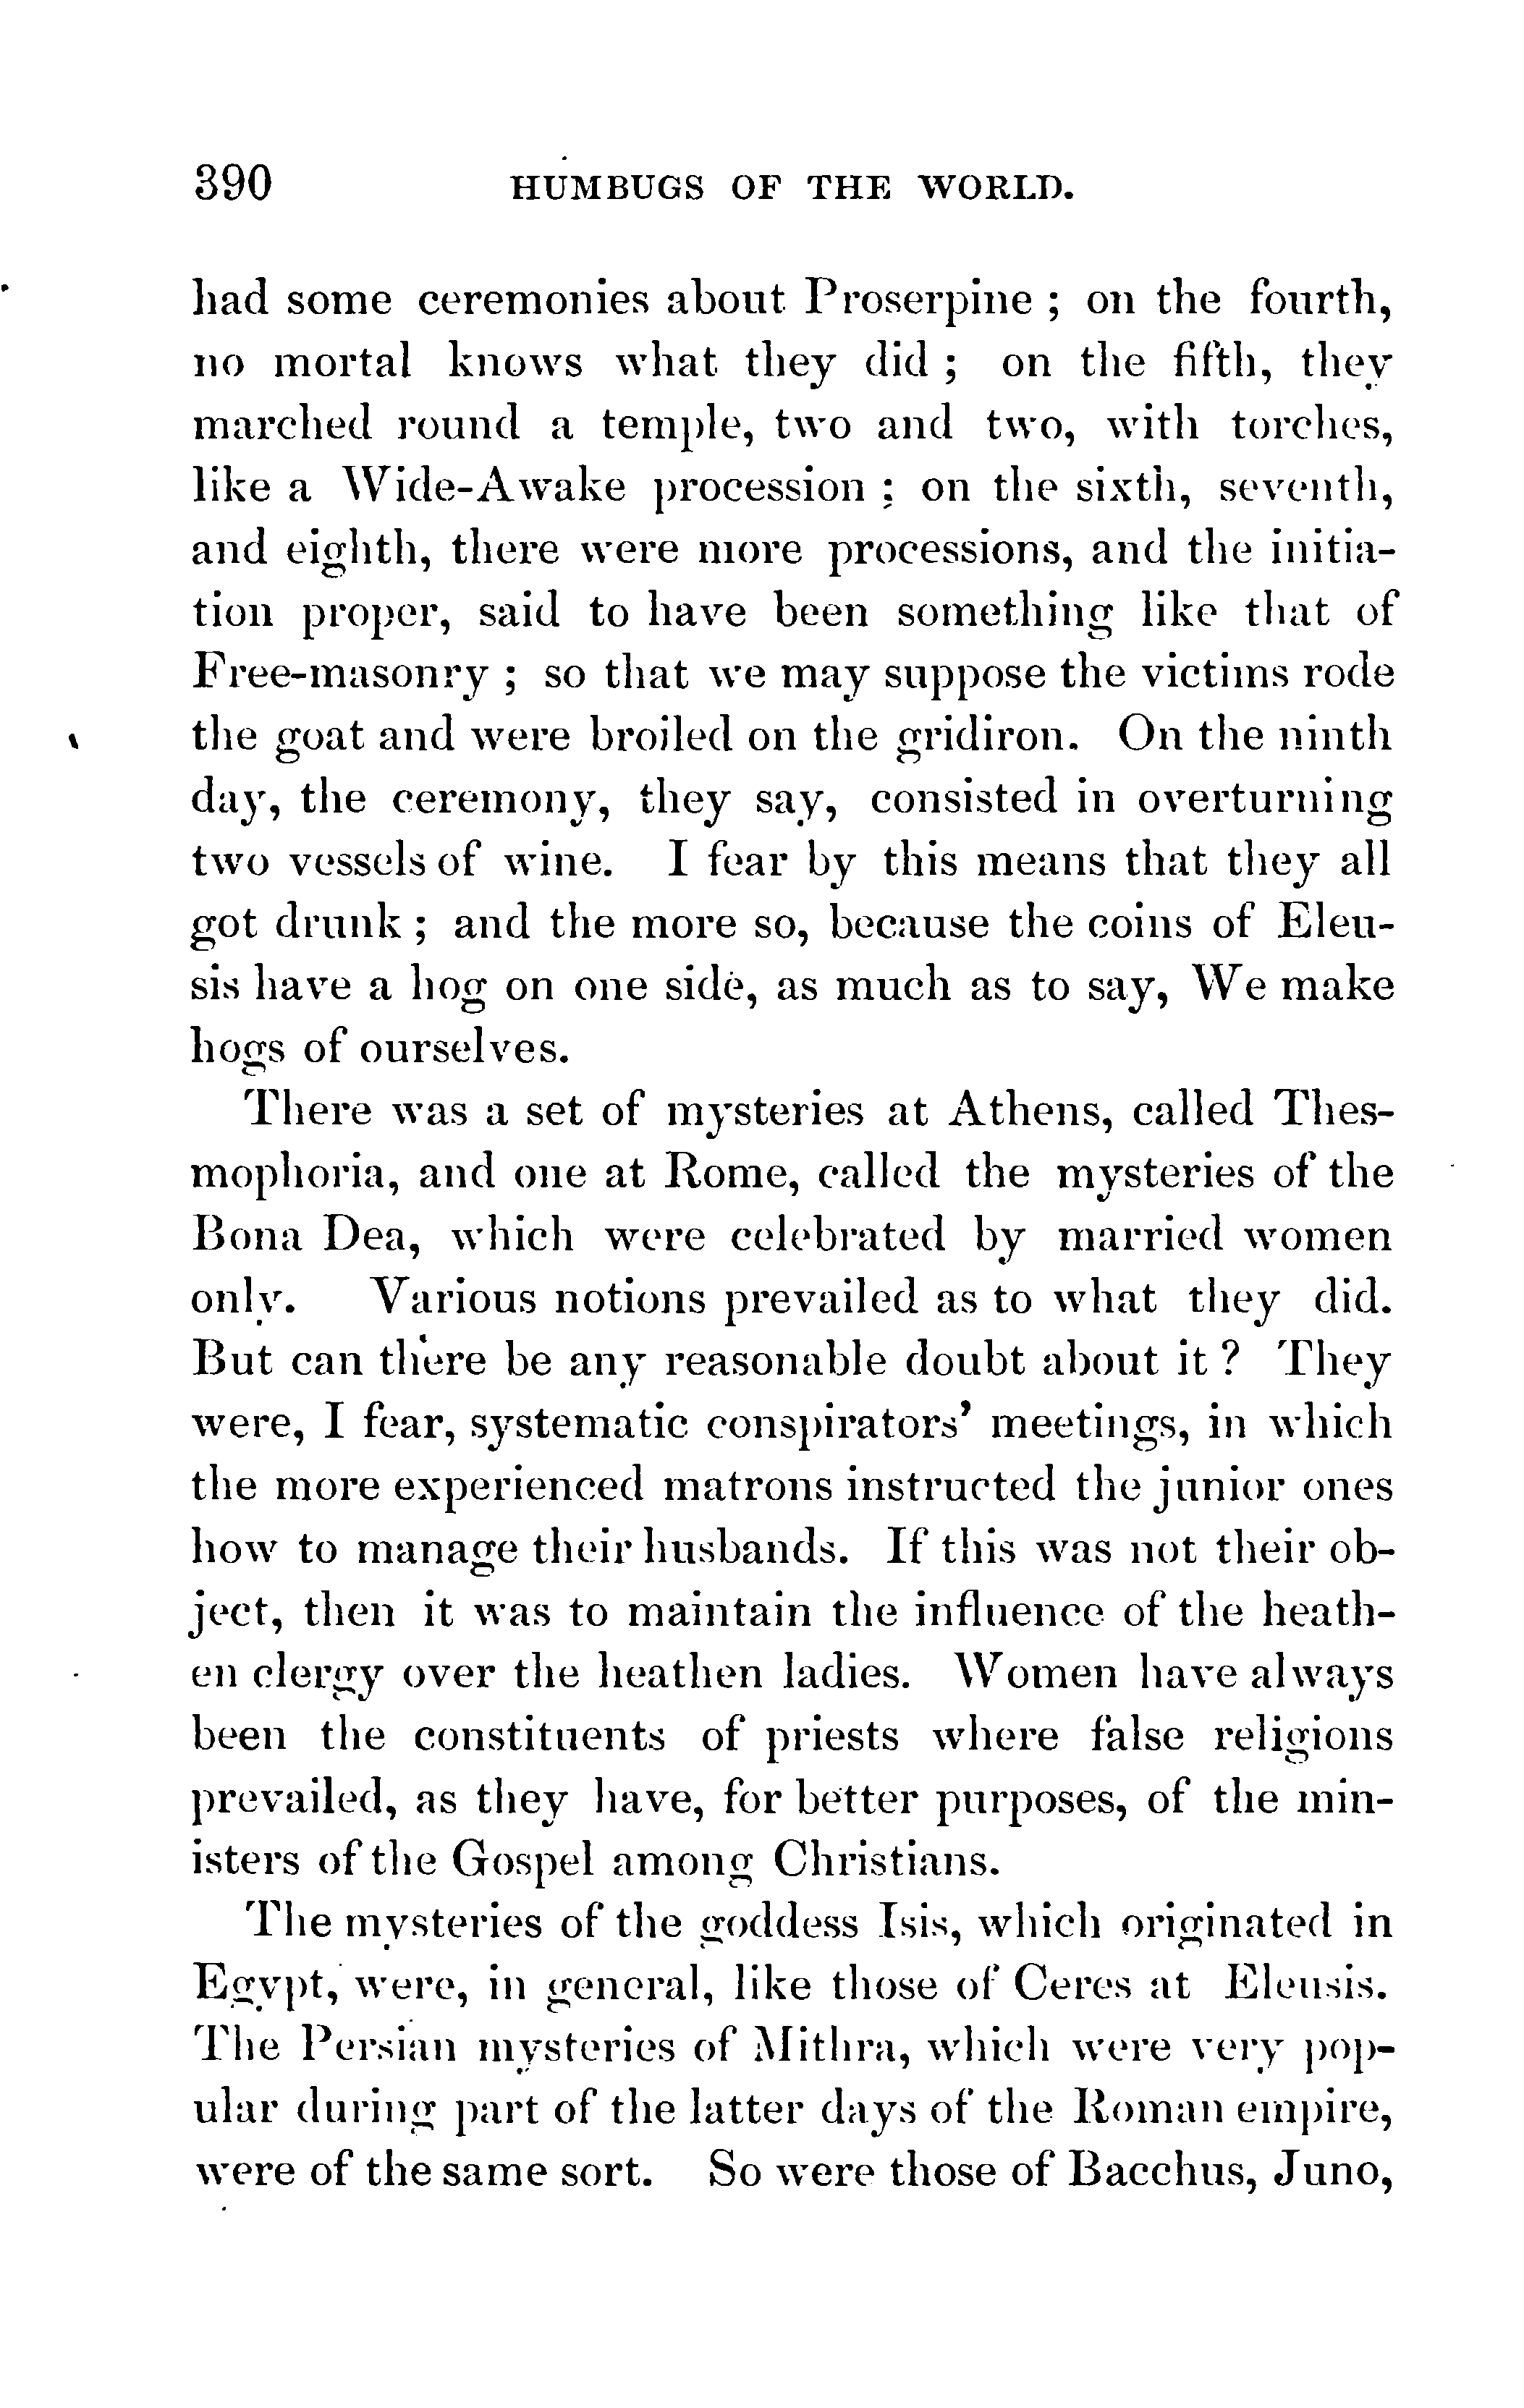 390 HUMBUGS OF THE WORLD.
had some ceremonies about Proserpine ; on the fourth,
no mortal knows what they did ; on the fifth, they
marched round a temple, two and two, with torches,
like a Wide-Awake procession ; on the sixth, seventh,
and eighth, there were more processions, and the initia-
tion proper, said to have been something like that of
Free-masonry ; so that we may suppose the victims rode
the goat and were broiled on the gridiron. On the ninth
day, the ceremony, they say, consisted in overturning
two vessels of wine. I fear by this means that they all
got drunk ; and the more so, because the coins of Eleu-
sis have a hog on one side, as much as to say, We make
hogs of ourselves.
There was a set of mysteries at Athens, called Thes-
mophoria, and one at Rome, called the mysteries of the
Bona Dea, which were celebrated by married women
only. Various notions prevailed as to what they did.
But can there be any reasonable doubt about it ? They
were, I fear, systematic conspirators' meetings, in which
the more experienced matrons instructed the junior ones
how to manage their husbands. If this was not their ob-
ject, then it was to maintain the influence of the heath-
en clergy over the heathen ladies. Women have always
been the constituents of priests where false religions
prevailed, as they have, for better purposes, of the min-
isters of the Gospel among Christians.
The mysteries of the goddess Isis, which originated in
Egypt, were, in general, like those of Ceres at Eleusis.
The Persian mysteries of Mithra, which were very pop-
ular during part of the latter days of the Roman empire,
were of the same sort. So were those of Bacchus, Juno,